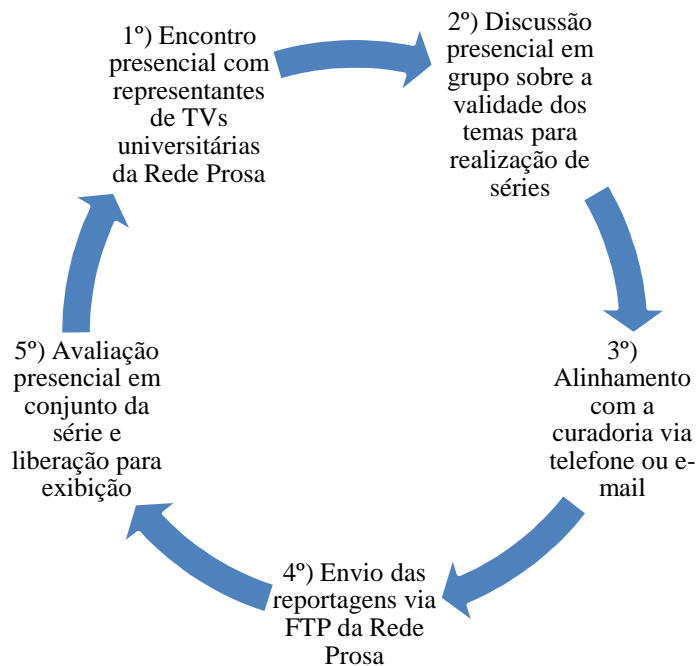 1º) Encontro
presencial com
representantes
de TVs
universitárias
da Rede Prosa
2º) Discussão
presencial em
grupo sobre a
validade dos
temas para
realização de
séries
3º)
Alinhamento
com a
curadoria via
telefone ou e-
mail
4º) Envio das
reportagens via
FTP da Rede
Prosa
5º) Avaliação
presencial em
conjunto da
série e
liberação para
exibição